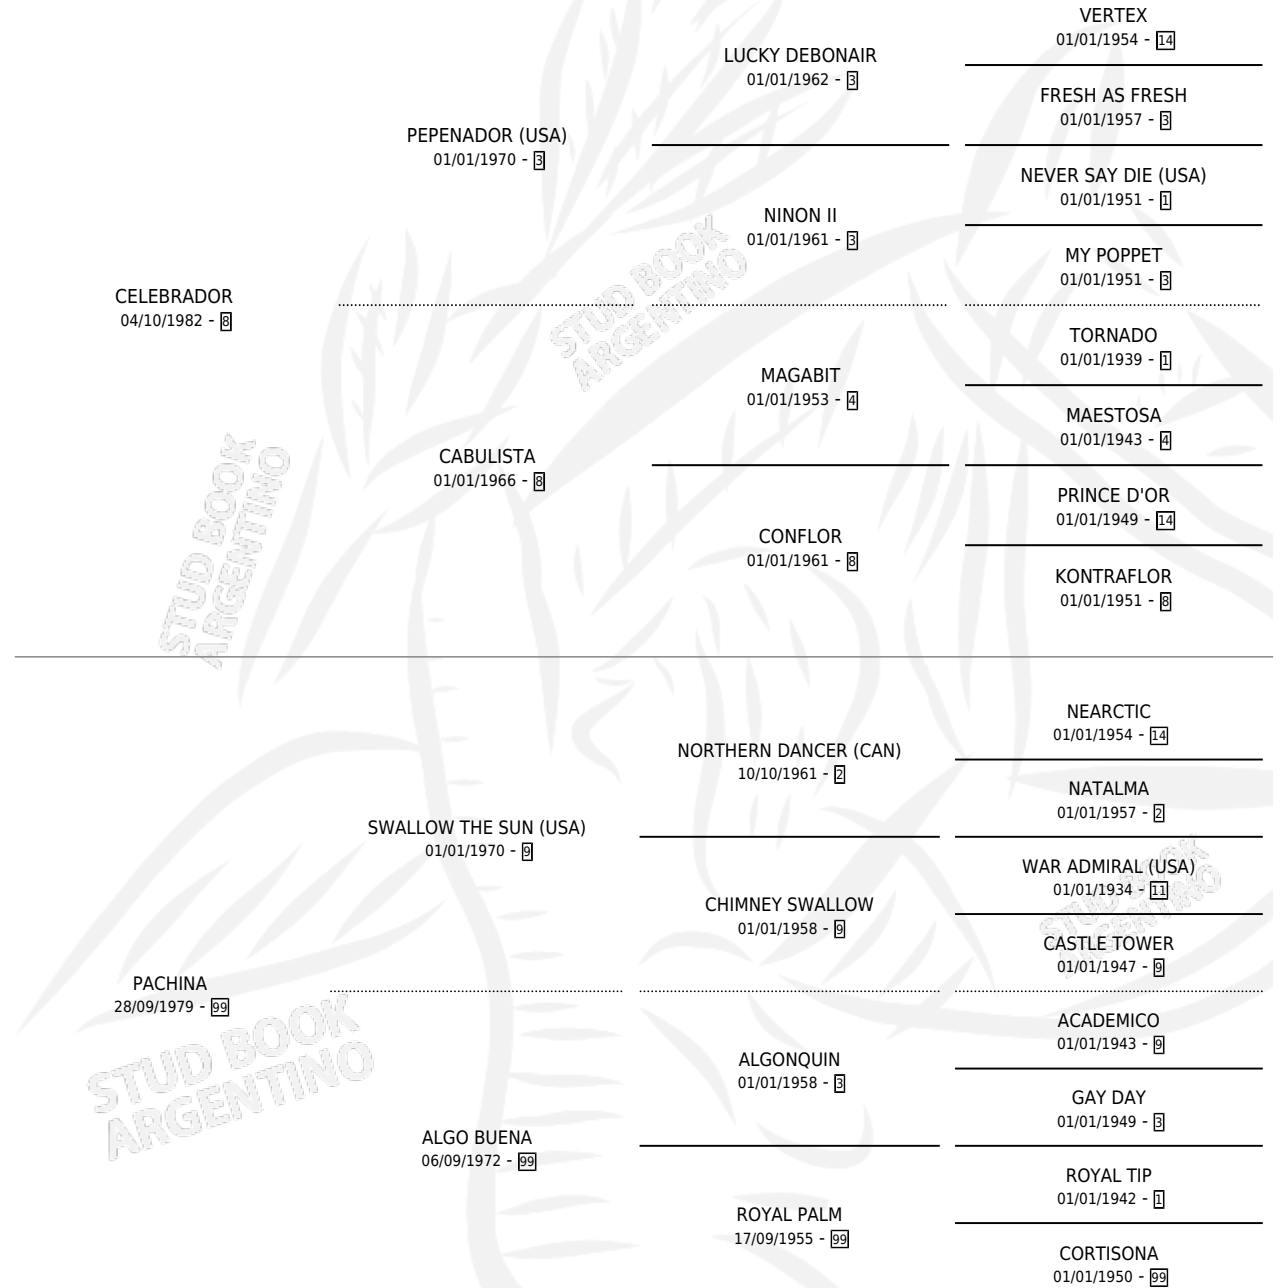 VERTEX
01/01/1954 - 14
LUCKY DEBONAIR
01/01/1962 - 3
FRESH AS FRESH
01/01/1957 - 3
PEPENADOR (USA)
01/01/1970 - 3
NEVER SAY DIE (USA)
01/01/1951 - 1
NINON II
01/01/1961 - 3
MY POPPET
01/01/1951 - 3
CELEBRADOR
04/10/1982 - 8
TORNADO
01/01/1939 - 1
MAGABIT
01/01/1953 - 4
MAESTOSA
01/01/1943 - 4
CABULISTA
01/01/1966 - 8
PRINCE D'OR
01/01/1949 - 14
CONFLOR
01/01/1961 - 8
KONTRAFLOR
01/01/1951 - 8
NEARCTIC
01/01/1954 - 14
NORTHERN DANCER (CAN)
10/10/1961 - 2
NATALMA
01/01/1957 - 2
SWALLOW THE SUN (USA)
01/01/1970 - 9
WAR ADMIRAL (USA)
01/01/1934 - 11
CHIMNEY SWALLOW
01/01/1958 - 9
CASTLE TOWER
01/01/1947 - 9
PACHINA
28/09/1979 - 99
ACADEMICO
01/01/1943 - 9
ALGONQUIN
01/01/1958 - 3
GAY DAY
01/01/1949 - 3
ALGO BUENA
06/09/1972 - 99
ROYAL TIP
01/01/1942 - 1
ROYAL PALM
17/09/1955 - 99
CORTISONA
01/01/1950 - 99
STUD BOOK
ARGENTINO
STUD BOOK
ARGENTINO
STUD BOOK
ARGENTINO
STUD BOOK
ARGENTINO